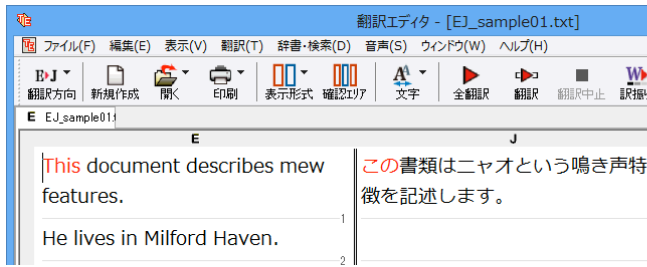 翻訳エディタ - [EJ_sample01.txt]
ファイル(F) 編集(E) 表示(V) 翻訳(T) 辞書・検索(D) 音声(S) ウィンドウ(W) ヘルプ(H)
E▶J
翻訳方向 新規作成 開く 印刷 表示形式 確認エリア 文字 全翻訳 翻訳 翻訳中止 訳振り
E EJ_sample01.t
E J
This document describes mew
features.
この書類はニャオという鳴き声特
徴を記述します。
1
He lives in Milford Haven.
2